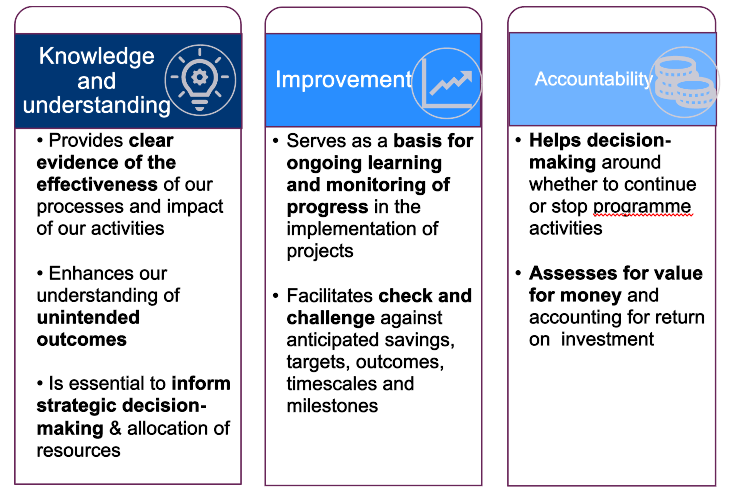 Knowledge
and
understanding
• Provides clear
evidence of the
effectiveness of our
processes and impact
of our activities
• Enhances our
understanding of
unintended
outcomes
• Is essential to inform
strategic decision-
making & allocation of
resources
Improvement
• Serves as a basis for
ongoing learning
and monitoring of
progress in the
implementation of
projects
• Facilitates check and
challenge against
anticipated savings,
targets, outcomes,
timescales and
milestones
Accountability
• Helps decision-
making around
whether to continue
or stop programme
activities
• Assesses for value
for money and
accounting for return
on  investment